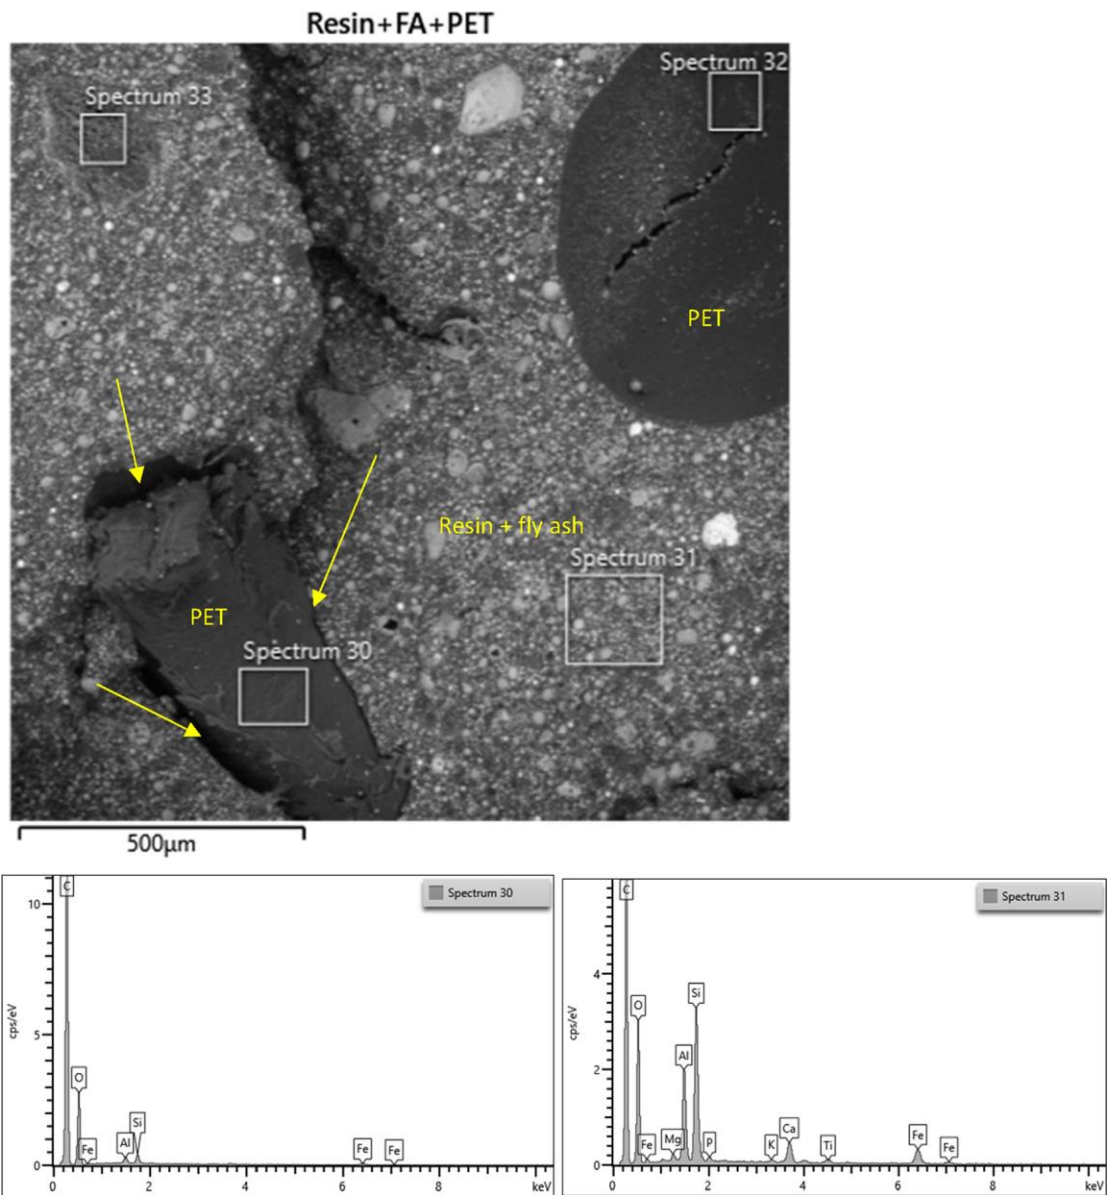 Resin+FA+PET
Spectrum 32
Spectrum 33
PET
Resin + fly ash
Spectrum 31
PET
Spectrum 30
500µm
C
Spectrum 30
10
cps/eV
O
5
Si
Al
Fe
Fe
Fe
0
0 2 4 6 8 keV
C
Spectrum 31
4
Si
O
cps/eV
Al
2
Ca
Fe
Fe
Mg
P
K
Ti
Fe
0
0 2 4 6 8 keV